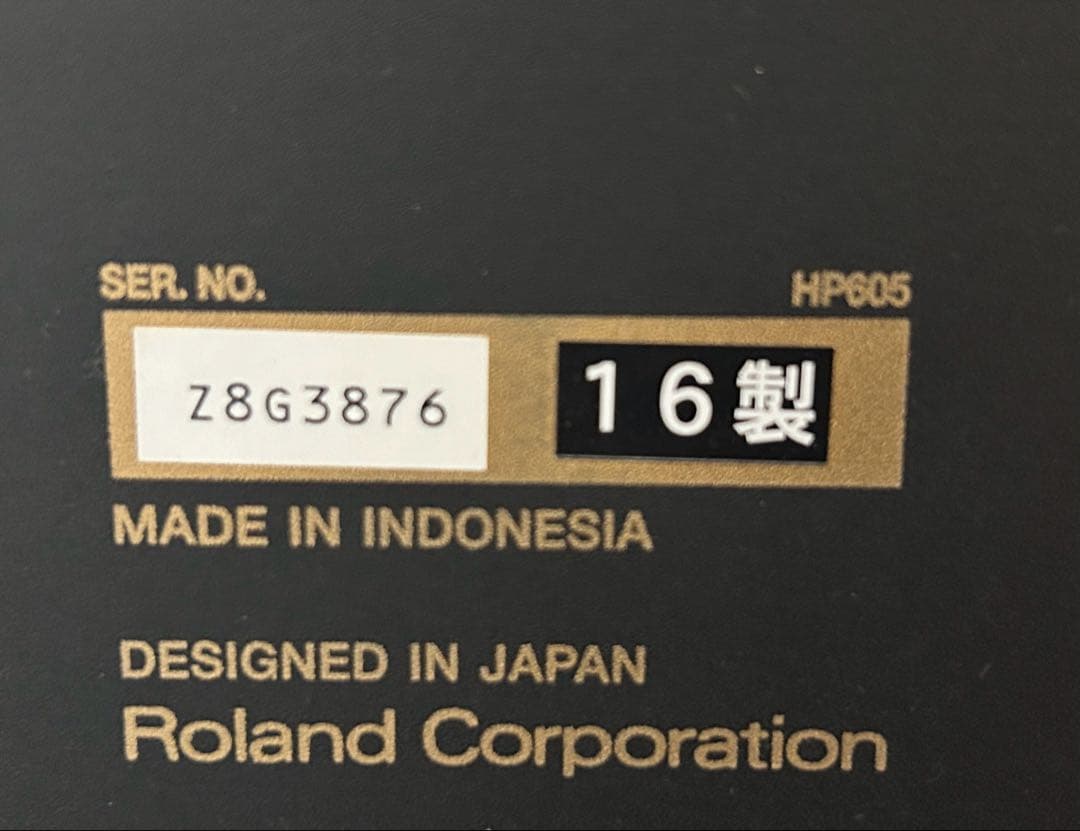 SER. NO. HP605
Z8G3876 16製
MADE IN INDONESIA
DESIGNED IN JAPAN
Roland Corporation